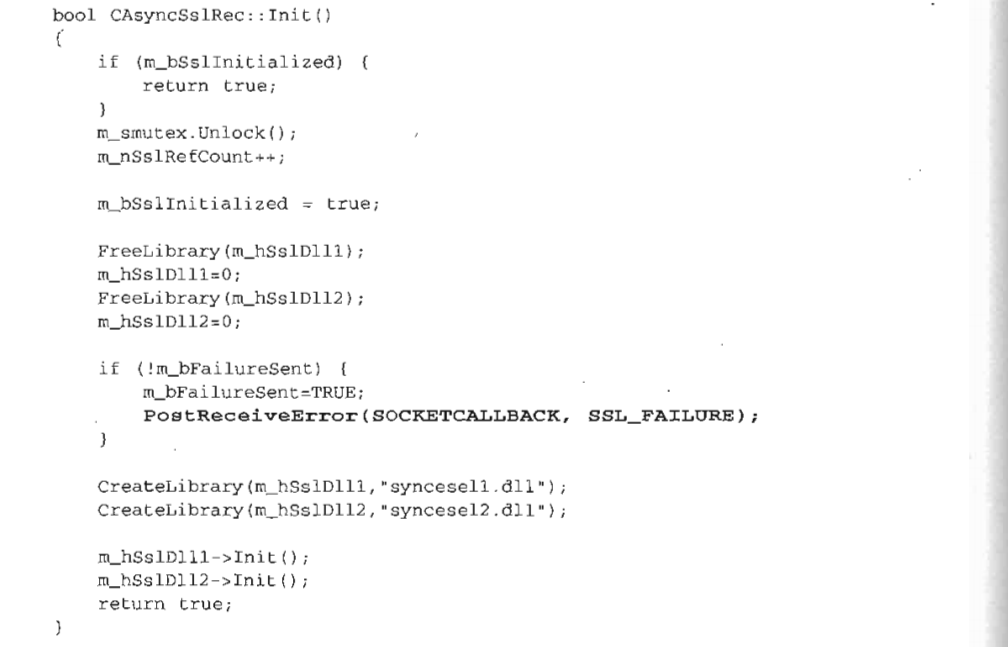 bool CAsyncSslRec::Init()
{
if (m_bSslInitialized) {
return true;
}
m_smutex.Unlock();
m_nSslRefCount++;
m_bSslInitialized = true;
FreeLibrary(m_hSslDll1);
m_hSslDll1=0;
FreeLibrary(m_hSslDll2);
m_hSslDll2=0;
if (!m_bFailureSent) {
m_bFailureSent=TRUE;
PostReceiveError(SOCKETCALLBACK, SSL_FAILURE);
}
CreateLibrary(m_hSslDll1,"syncesel1.dll");
CreateLibrary(m_hSslDll2,"syncesel2.dll");
m_hSslDll1->Init();
m_hSslDll2->Init();
return true;
}